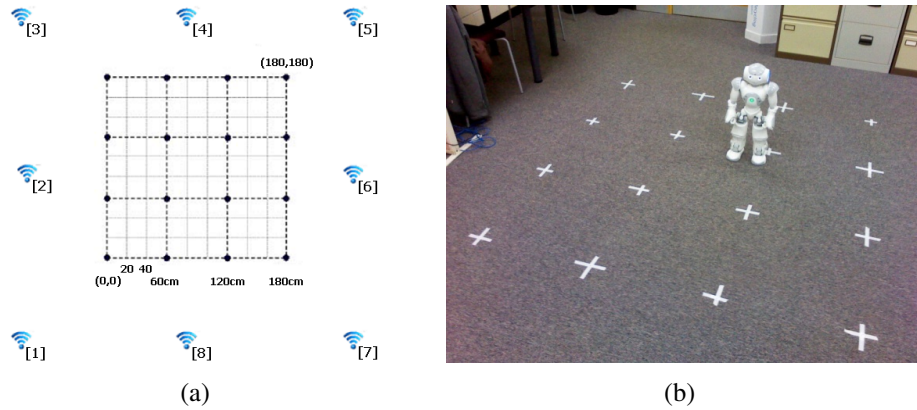 [3] [4] [5]
(180,180)
[2] [6]
20 40
(0,0) 60cm 120cm 180cm
[1] [8] [7]
(a) (b)